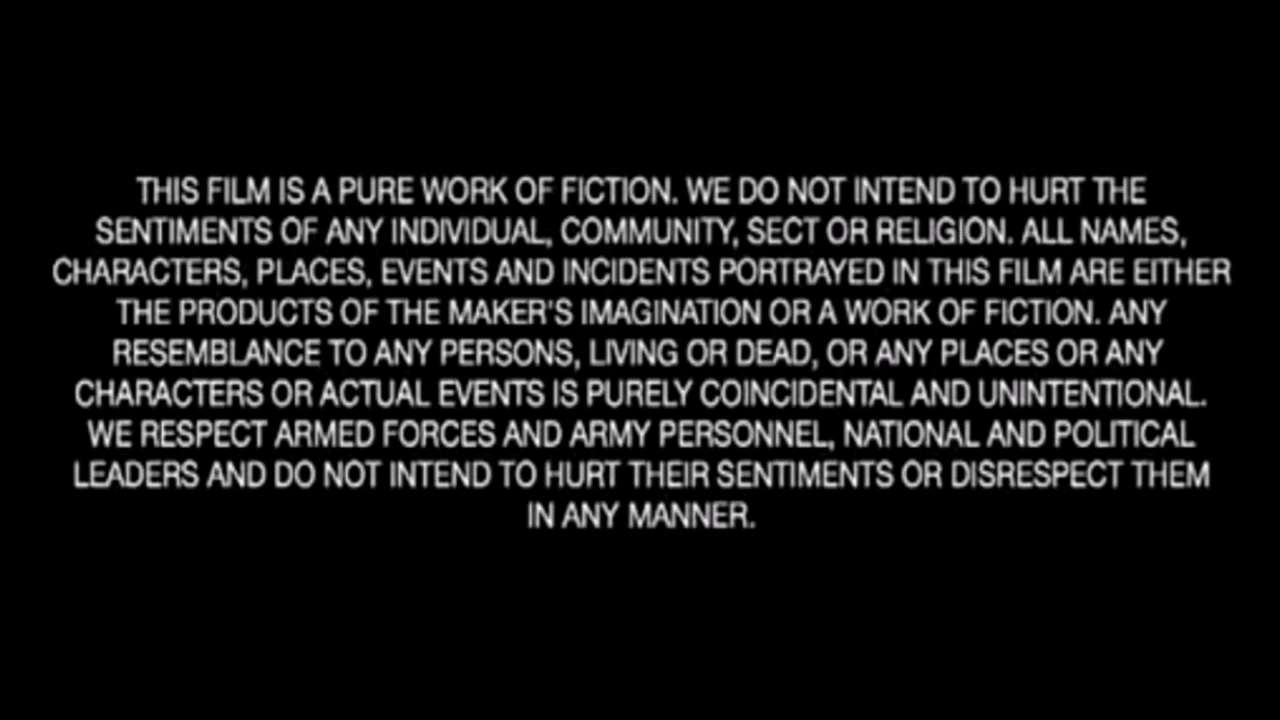 THIS FILM IS A PURE WORK OF FICTION. WE DO NOT INTEND TO HURT THE
SENTIMENTS OF ANY INDIVIDUAL, COMMUNITY, SECT OR RELIGION. ALL NAMES,
CHARACTERS, PLACES, EVENTS AND INCIDENTS PORTRAYED IN THIS FILM ARE EITHER
THE PRODUCTS OF THE MAKER'S IMAGINATION OR A WORK OF FICTION. ANY
RESEMBLANCE TO ANY PERSONS, LIVING OR DEAD, OR ANY PLACES OR ANY
CHARACTERS OR ACTUAL EVENTS IS PURELY COINCIDENTAL AND UNINTENTIONAL.
WE RESPECT ARMED FORCES AND ARMY PERSONNEL, NATIONAL AND POLITICAL
LEADERS AND DO NOT INTEND TO HURT THEIR SENTIMENTS OR DISRESPECT THEM
IN ANY MANNER.